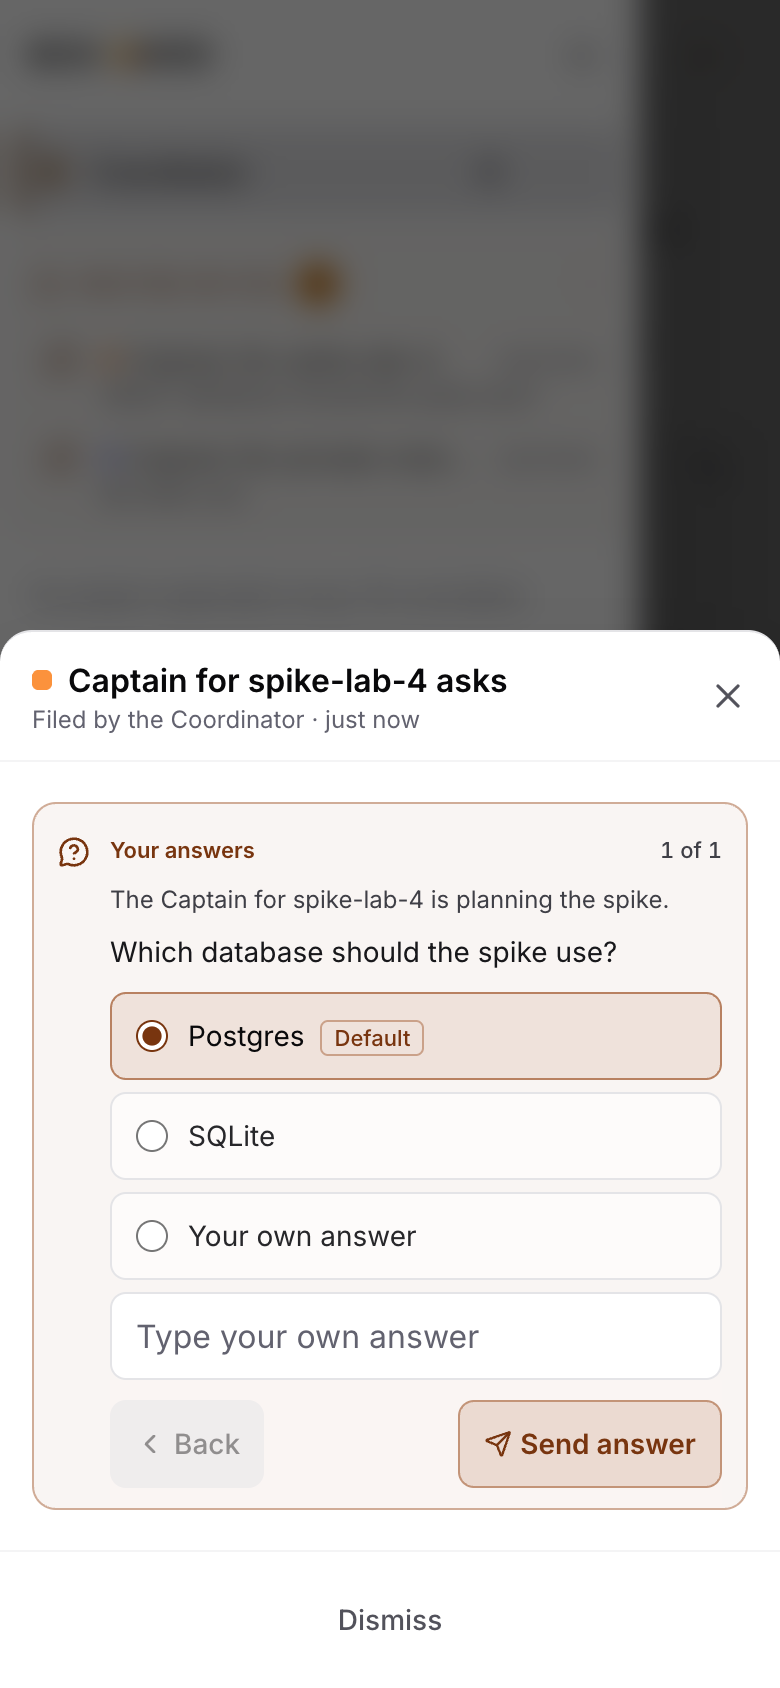 Captain for spike-lab-4 asks
Filed by the Coordinator · just now
Your answers
1 of 1
The Captain for spike-lab-4 is planning the spike.
Which database should the spike use?
Postgres Default
SQLite
Your own answer
Type your own answer
Back
Send answer
Dismiss